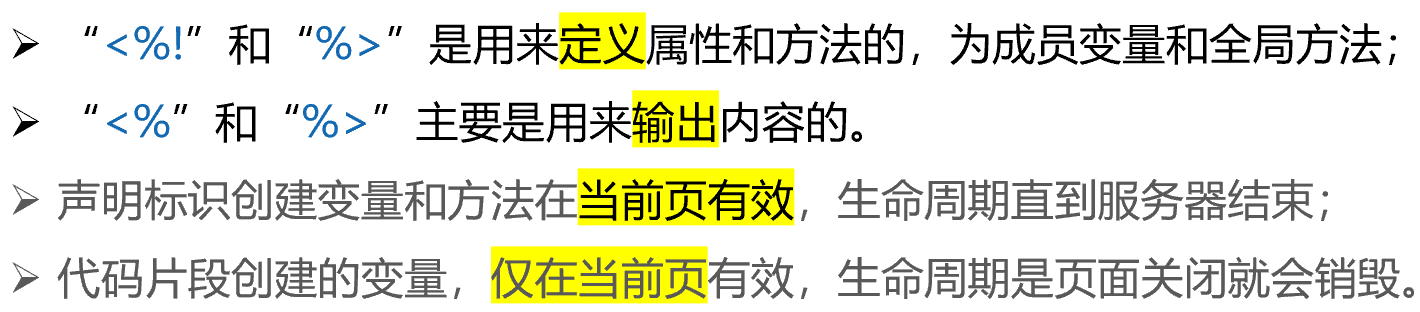 ➢ “<%!”和“%>”是用来定义属性和方法的，为成员变量和全局方法；
➢ “<%”和“%>”主要是用来输出内容的。
➢ 声明标识创建变量和方法在当前页有效，生命周期直到服务器结束；
➢ 代码片段创建的变量，仅在当前页有效，生命周期是页面关闭就会销毁。